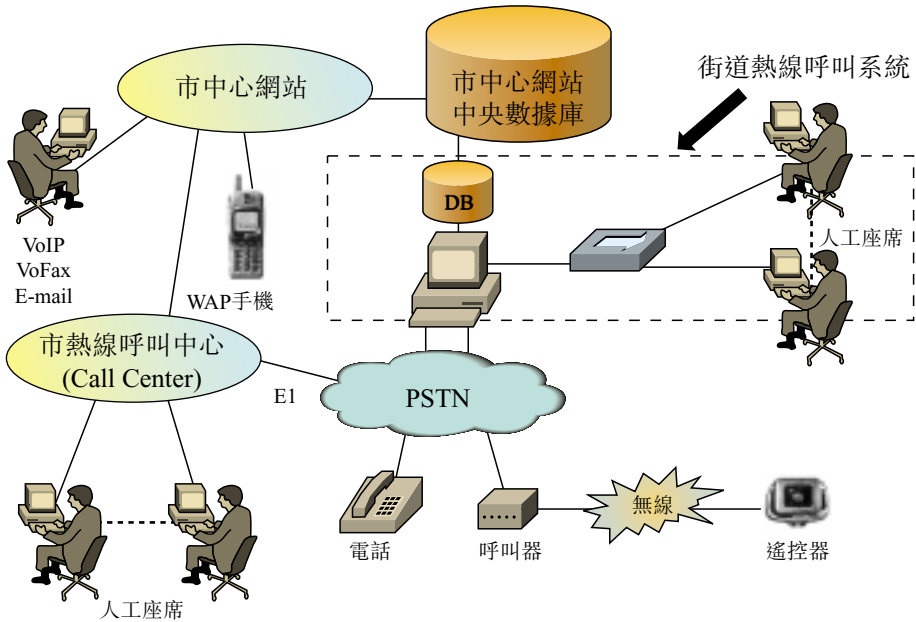 市中心網站
市中心網站
中央數據庫
街道熱線呼叫系統
DB
人工座席
VoIP
VoFax
E-mail
WAP手機
市熱線呼叫中心
(Call Center)
E1
PSTN
無線
電話
呼叫器
遙控器
人工座席